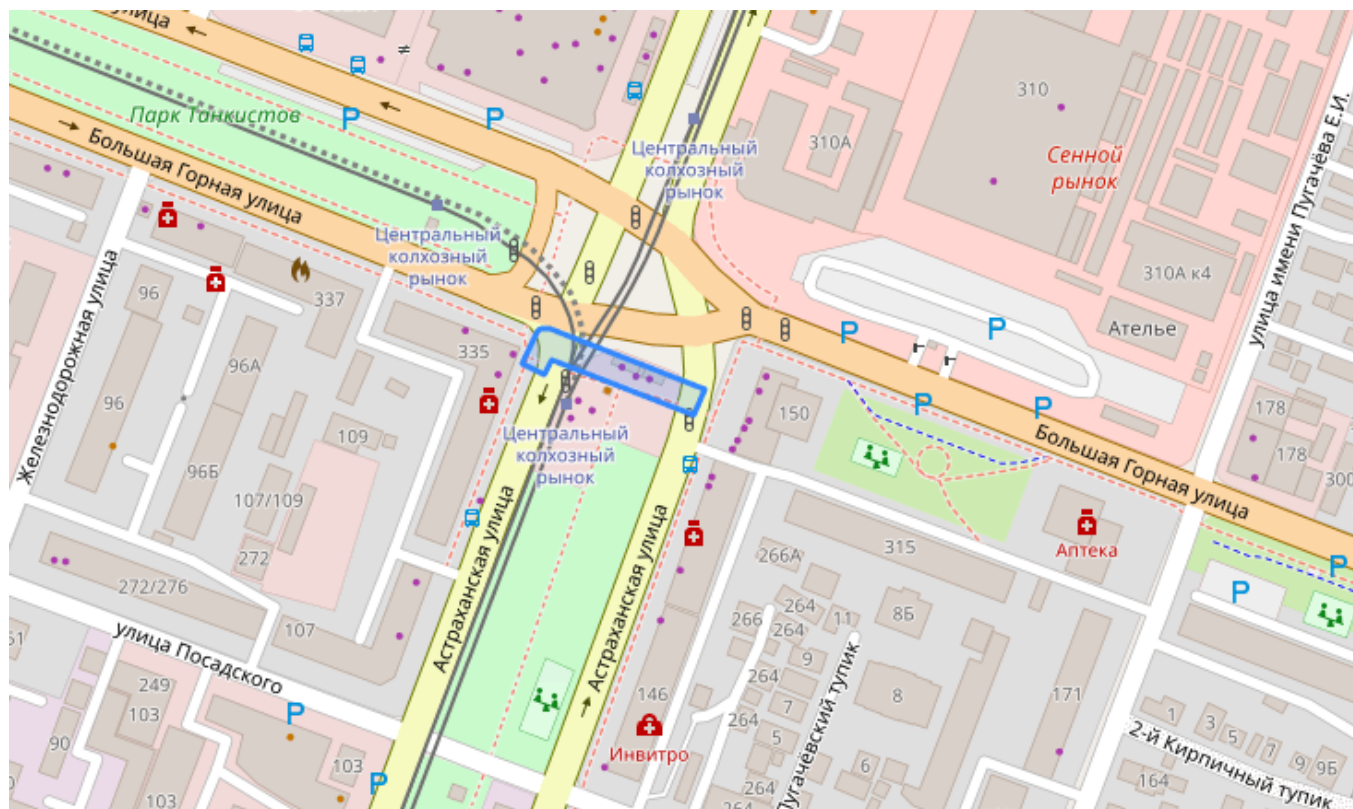 улица
Парк Танкистов
Большая Горная улица
Центральный
колхозный
рынок
Центральный
колхозный
рынок
Центральный
колхозный
рынок
310
310А
Сенной
рынок
310А к4
Ателье
улица имени Пугачёва Е.И.
Железнодорожная улица
96
337
335
96А
96
109
96Б
107/109
272
272/276
107
150
Большая Горная улица
178
178
300
Аптека
315
266А
Астраханская улица
Астраханская улица
улица Посадского
249
103
90
103
103
264
266
264
11
8Б
9
264
7
8
264
5
6
264
264
146
Инвитро
Пугачёвский тупик
171
1
3
5
7
9
9Б
164
2-й Кирпичный тупик
P
P
P
P
P
P
P
P
P
P